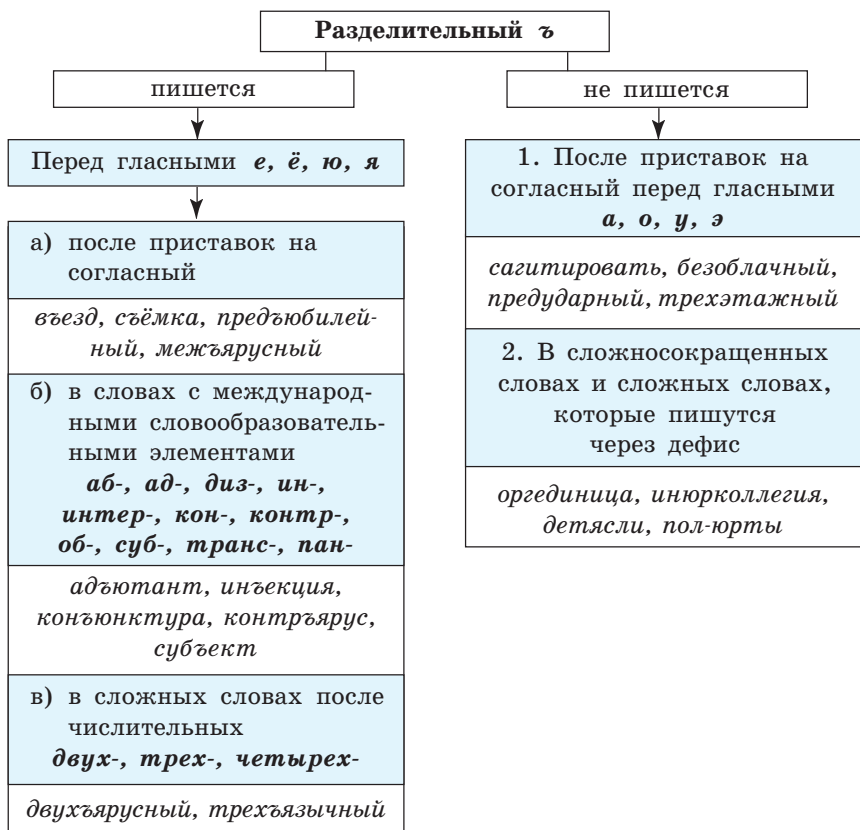 Разделительный ъ
пишется
Перед гласными е, ё, ю, я
а) после приставок на
согласный
въезд, съёмка, предъюбилей-
ный, межъярусный
б) в словах с международ-
ными словообразователь-
ными элементами
аб-, ад-, диз-, ин-,
интер-, кон-, контр-,
об-, суб-, транс-, пан-
адъютант, инъекция,
конъюнктура, контръярус,
субъект
в) в сложных словах после
числительных
двух-, трех-, четырех-
двухъярусный, трехъязычный
не пишется
1. После приставок на
согласный перед гласными
а, о, у, э
сагитировать, безоблачный,
предударный, трехэтажный
2. В сложносокращенных
словах и сложных словах,
которые пишутся
через дефис
оргединица, инюрколлегия,
детясли, пол-юрты